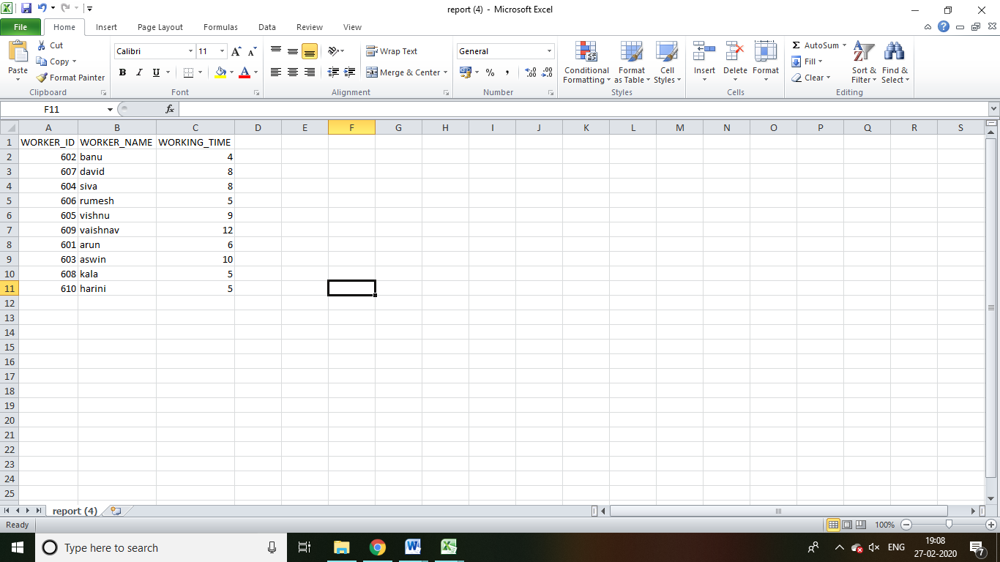 report (4) - Microsoft Excel
File Home Insert Page Layout Formulas Data Review View
Paste Cut Copy Format Painter Clipboard
Calibri 11 A A B I U A Font
Wrap Text Merge & Center Alignment
General % , .0 .00 .00 .0 Number
Conditional Formatting Format as Table Cell Styles Styles
Insert Delete Format Cells
Σ AutoSum Fill Clear Sort & Filter Find & Select Editing
F11 fx
A B C D E F G H I J K L M N O P Q R S
1 WORKER_ID WORKER_NAME WORKING_TIME
2 602 banu 4
3 607 david 8
4 604 siva 8
5 606 rumesh 5
6 605 vishnu 9
7 609 vaishnav 12
8 601 arun 6
9 603 aswin 10
10 608 kala 5
11 610 harini 5
12
13
14
15
16
17
18
19
20
21
22
23
24
25
report (4)
Ready 100%
Type here to search ENG 19:08
27-02-2020 7